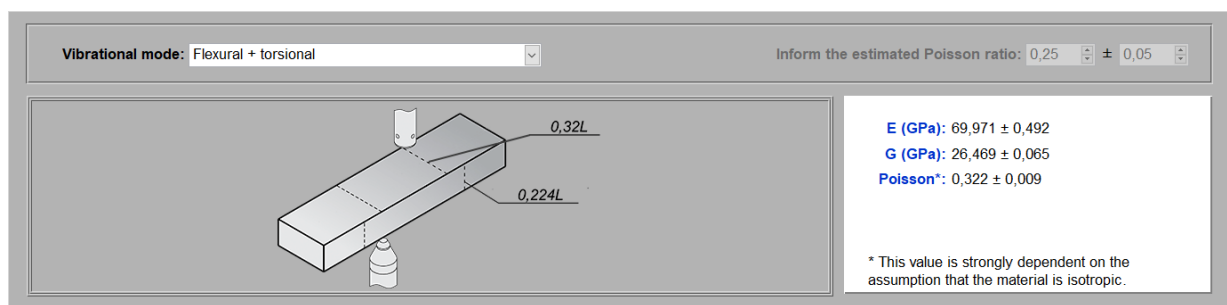 Vibrational mode: Flexural + torsional
Inform the estimated Poisson ratio: 0,25 ± 0,05
0,32L
0,224L
E (GPa): 69,971 ± 0,492
G (GPa): 26,469 ± 0,065
Poisson*: 0,322 ± 0,009
* This value is strongly dependent on the
assumption that the material is isotropic.